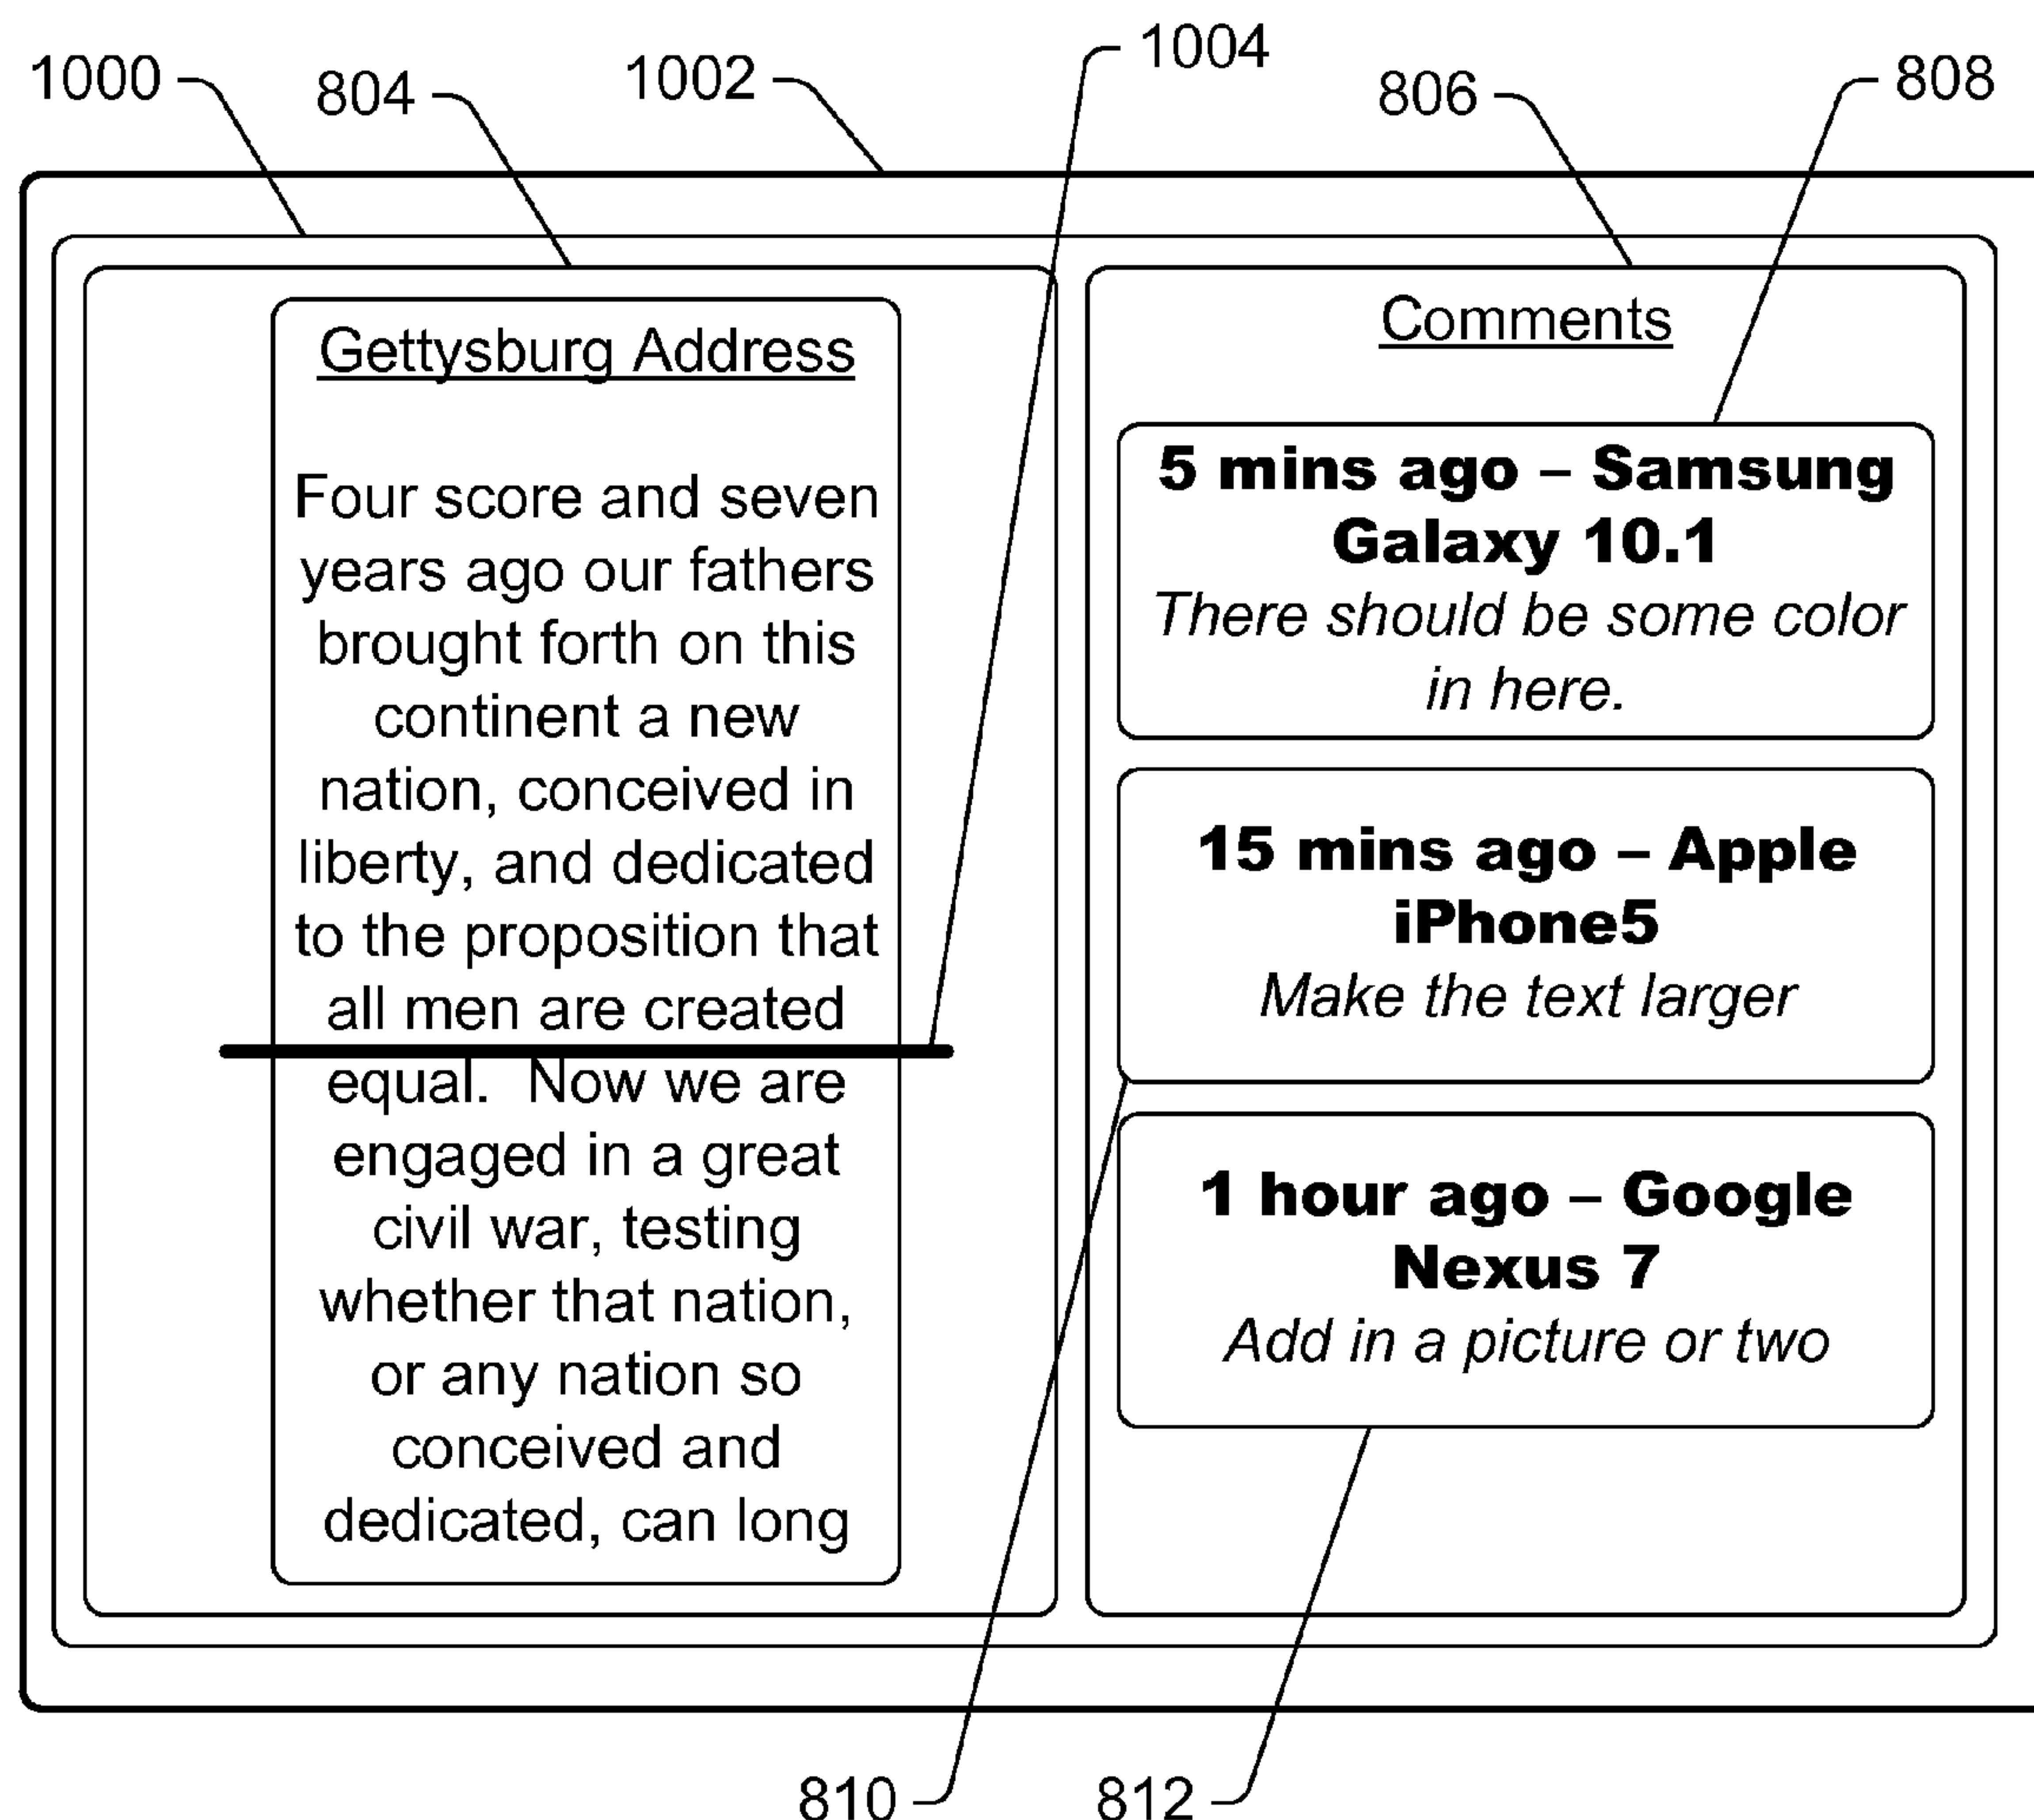 1000
804
1002
1004
806
808
Gettysburg Address
Four score and seven
years ago our fathers
brought forth on this
continent a new
nation, conceived in
liberty, and dedicated
to the proposition that
all men are created
equal.  Now we are
engaged in a great
civil war, testing
whether that nation,
or any nation so
conceived and
dedicated, can long
Comments
5 mins ago – Samsung
Galaxy 10.1
There should be some color
in here.
15 mins ago – Apple
iPhone5
Make the text larger
1 hour ago – Google
Nexus 7
Add in a picture or two
810
812